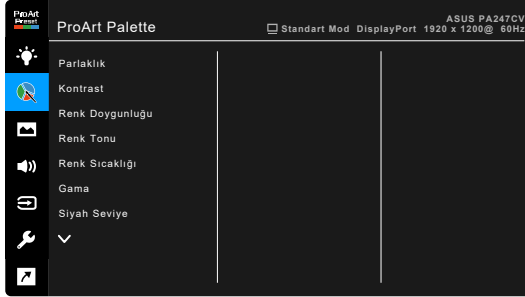 ProArt
Preset
ProArt Palette
ASUS PA247CV
Standart Mod DisplayPort 1920 x 1200@ 60Hz
Parlaklık
Kontrast
Renk Doygunluğu
Renk Tonu
Renk Sıcaklığı
Gama
Siyah Seviye